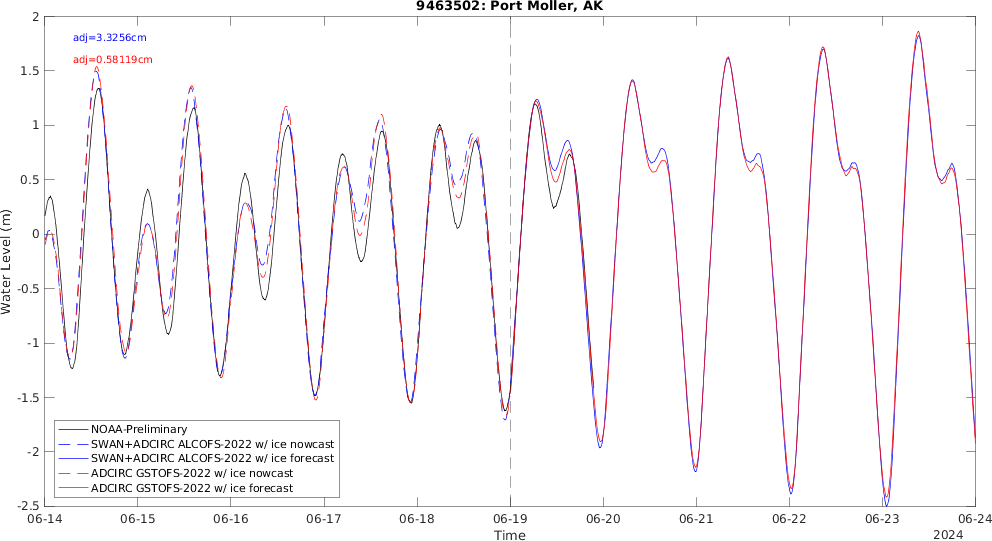 9463502: Port Moller, AK
adj=3.3256cm
adj=0.58119cm
2
1.5
1
0.5
0
-0.5
-1
-1.5
-2
-2.5
Water Level (m)
NOAA-Preliminary
SWAN+ADCIRC ALCOFS-2022 w/ ice nowcast
SWAN+ADCIRC ALCOFS-2022 w/ ice forecast
ADCIRC GSTOFS-2022 w/ ice nowcast
ADCIRC GSTOFS-2022 w/ ice forecast
06-14 06-15 06-16 06-17 06-18 06-19 06-20 06-21 06-22 06-23 06-24
Time
2024